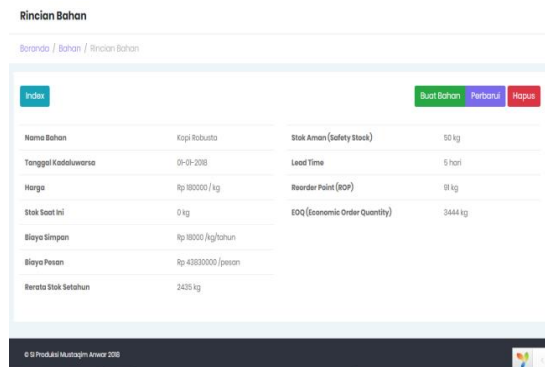 Rincian Bahan
Beranda / Bahan / Rincian Bahan
Index
Buat Bahan Perbarui Hapus
Nama Bahan Kopi Robusta
Tanggal Kadaluwarsa 01-01-2018
Harga Rp 180000 / kg
Stok Saat Ini 0 kg
Biaya Simpan Rp 18000 /kg/tahun
Biaya Pesan Rp 43830000 /pesan
Rerata Stok Setahun 2435 kg
Stok Aman (Safety Stock) 50 kg
Lead Time 5 hari
Reorder Point (ROP) 91 kg
EOQ (Economic Order Quantity) 3444 kg
© SI Produksi Mustaqim Anwar 2018